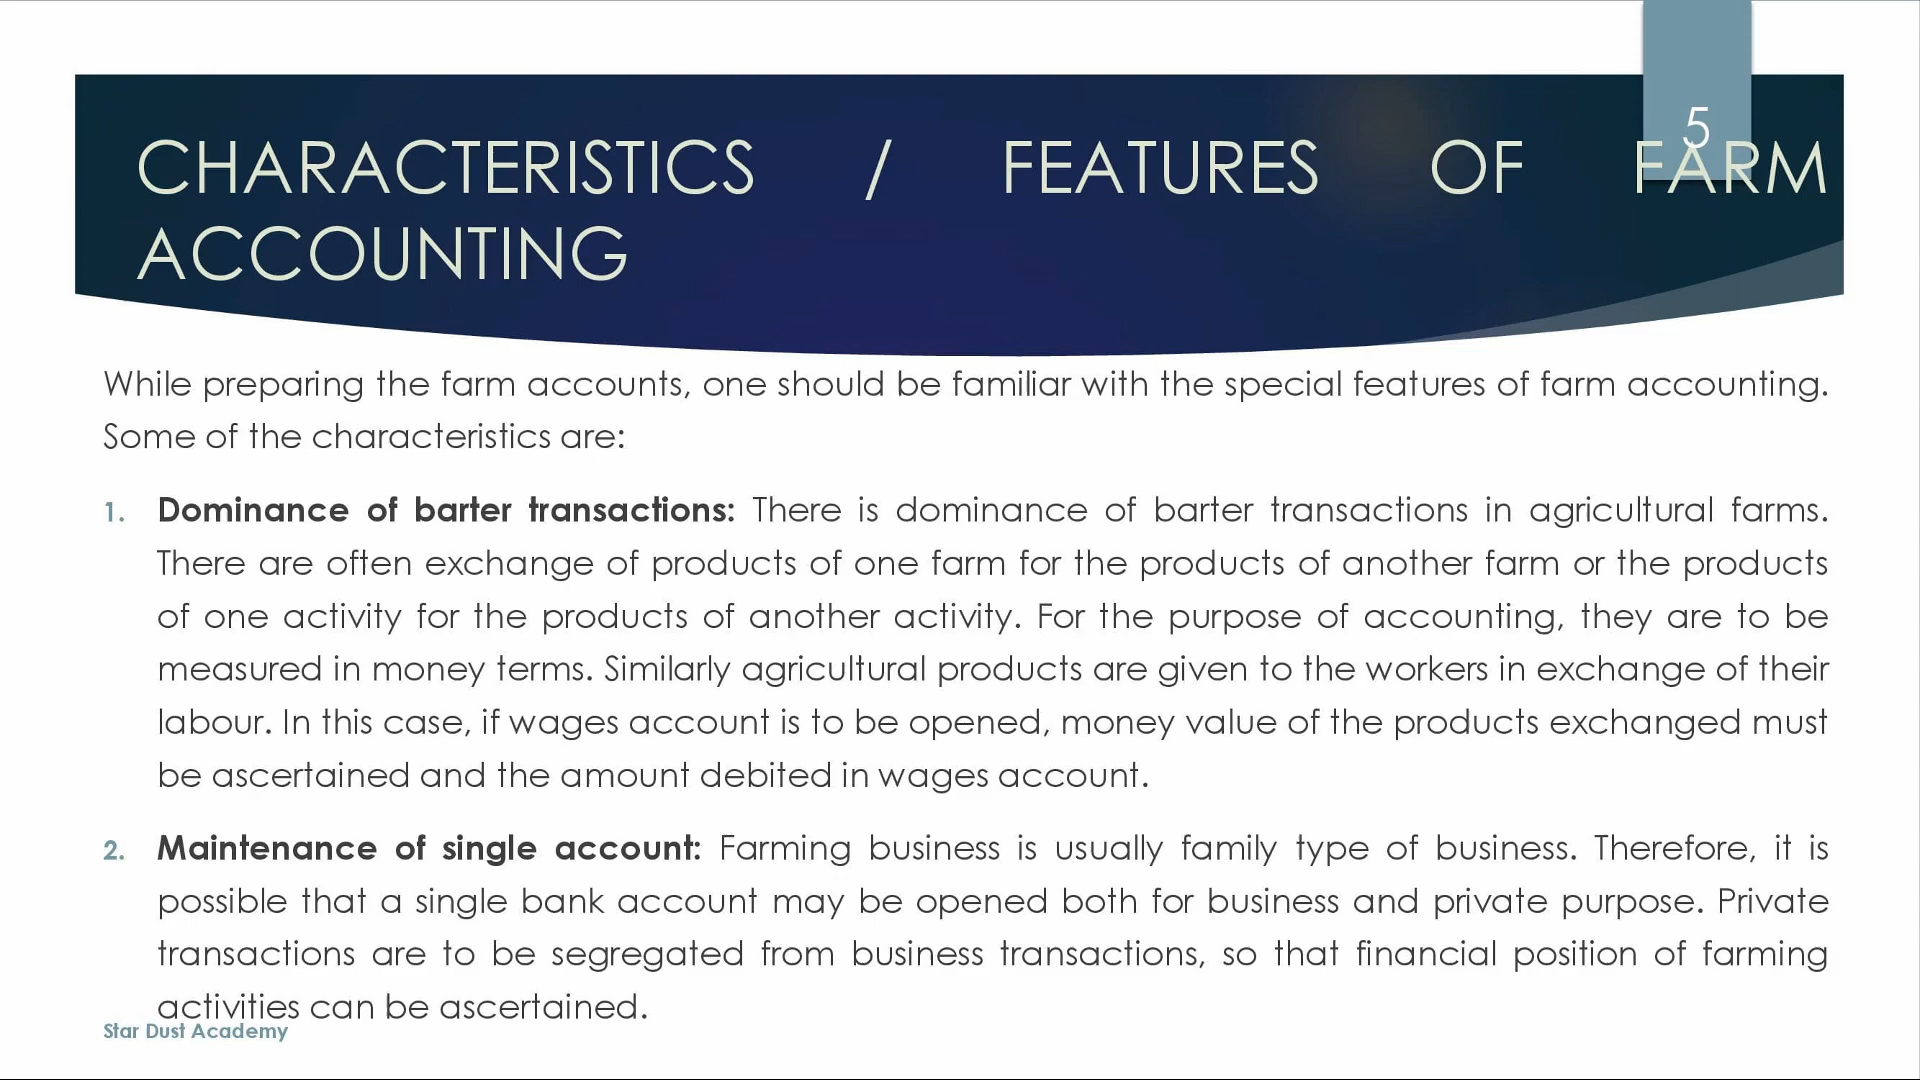 5
CHARACTERISTICS / FEATURES OF FARM
ACCOUNTING
While preparing the farm accounts, one should be familiar with the special features of farm accounting.
Some of the characteristics are:
1. Dominance of barter transactions: There is dominance of barter transactions in agricultural farms.
There are often exchange of products of one farm for the products of another farm or the products
of one activity for the products of another activity. For the purpose of accounting, they are to be
measured in money terms. Similarly agricultural products are given to the workers in exchange of their
labour. In this case, if wages account is to be opened, money value of the products exchanged must
be ascertained and the amount debited in wages account.
2. Maintenance of single account: Farming business is usually family type of business. Therefore, it is
possible that a single bank account may be opened both for business and private purpose. Private
transactions are to be segregated from business transactions, so that financial position of farming
activities can be ascertained.
Star Dust Academy